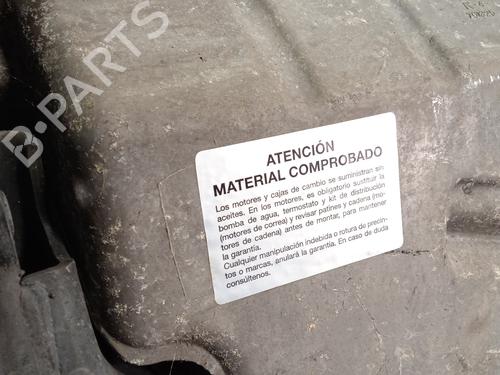 B-PARTS
ATENCIÓN
MATERIAL COMPROBADO
Los motores y cajas de cambio se suministran sin
aceites. En los motores, es obligatorio sustituir la
bomba de agua, termostato y kit de distribución
(motores de correa) y revisar patines y cadena (mo-
tores de cadena) antes de montar, para mantener
la garantía.
Cualquier manipulación indebida o rotura de precin-
tos o marcas, anulará la garantía. En caso de duda
consúltenos.